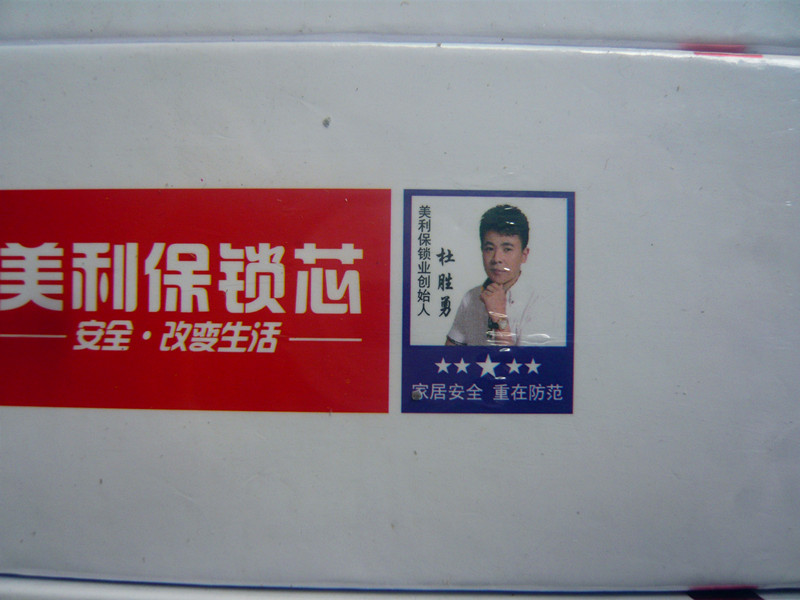 美利保锁芯
安全·改变生活
美利保锁业创始人
杜胜勇
家居安全 重在防范